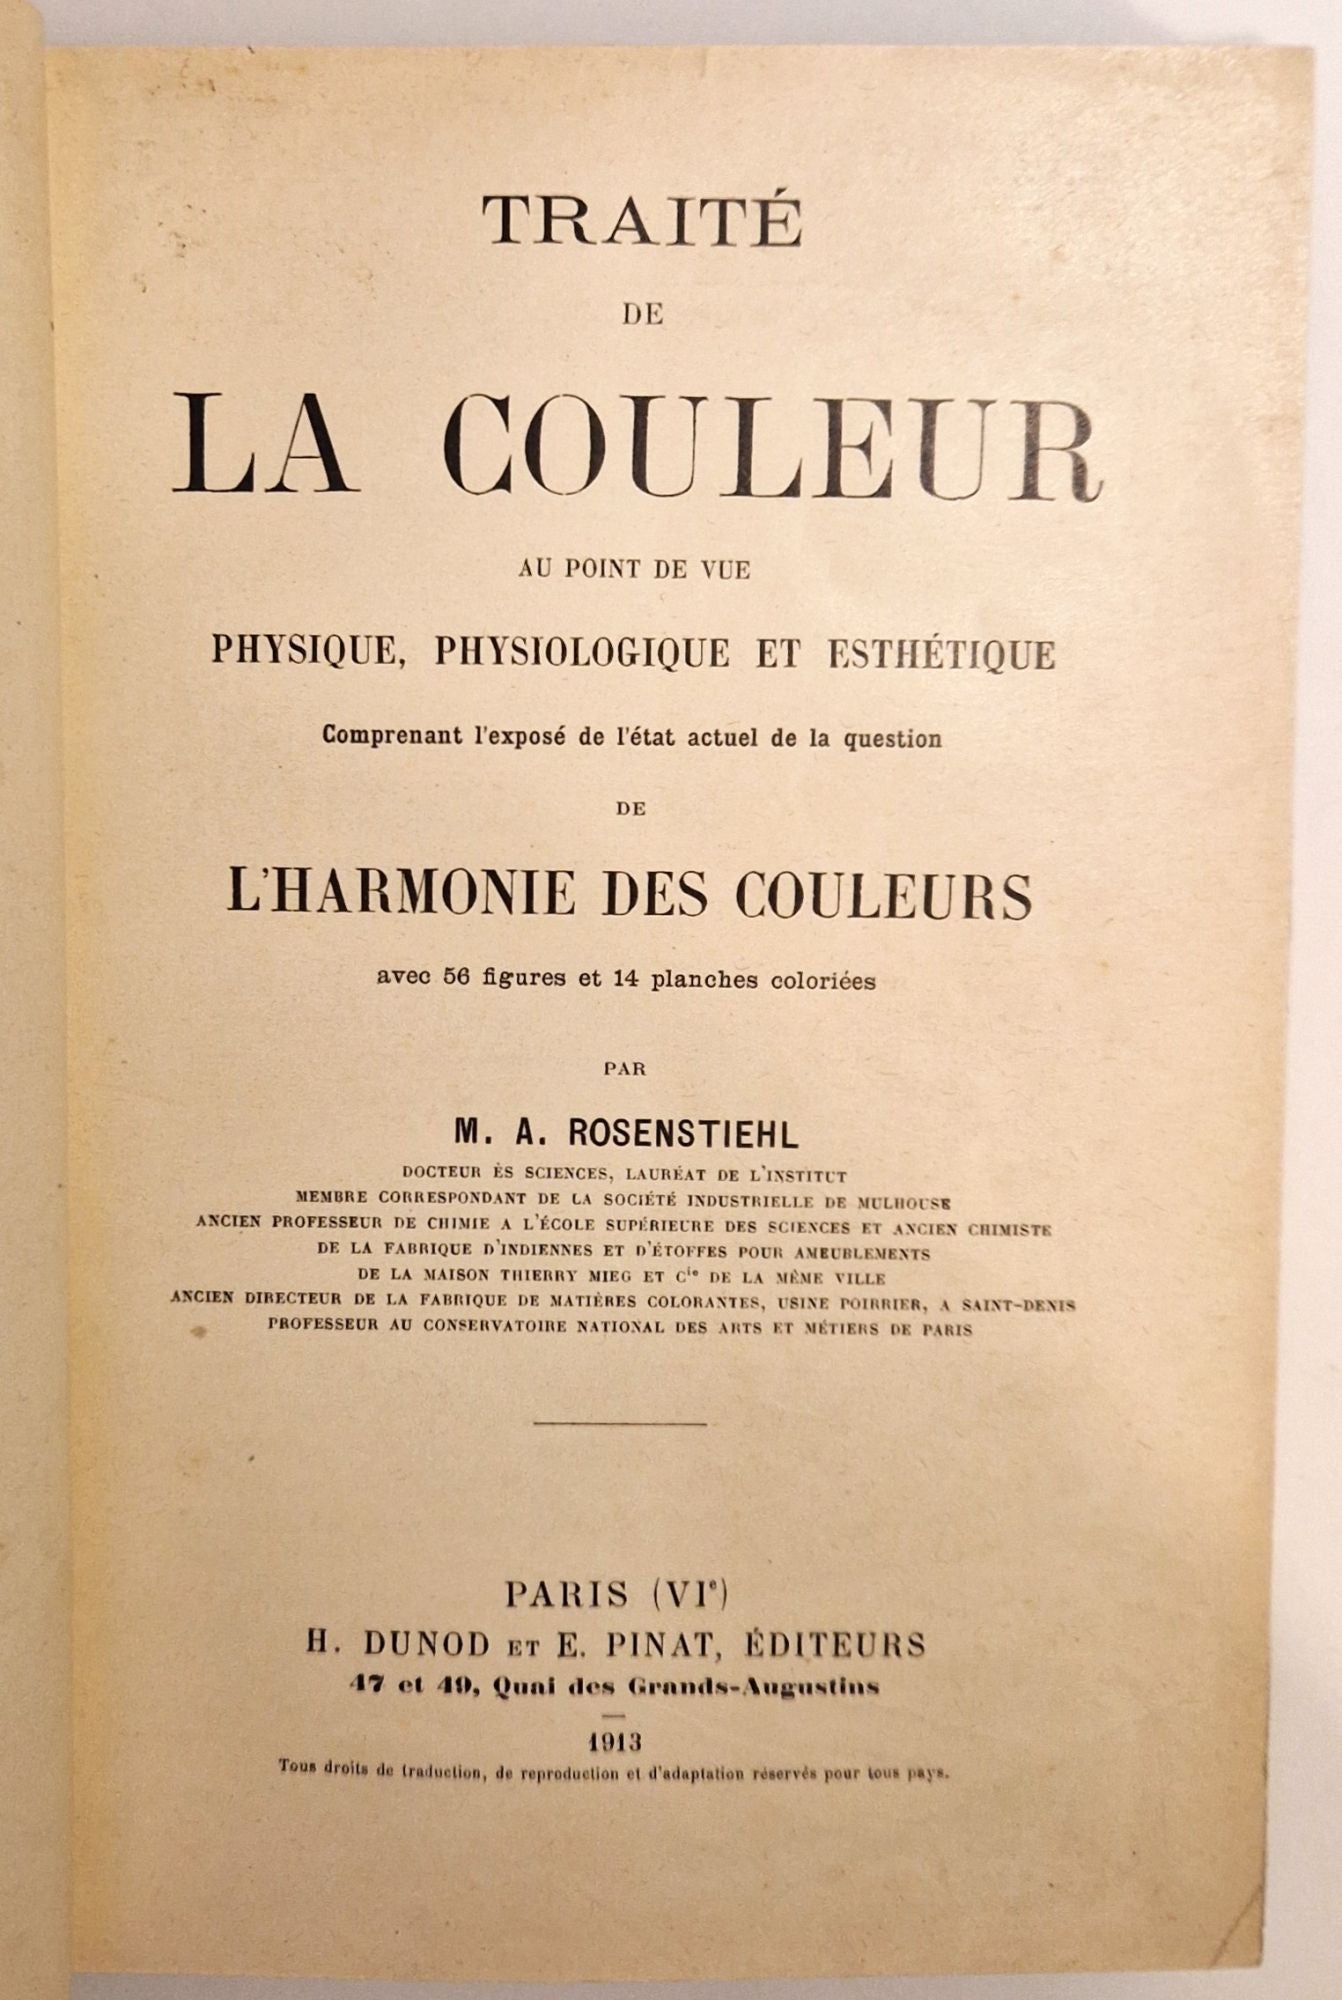 TRAITÉ
DE
LA COULEUR
AU POINT DE VUE
PHYSIQUE, PHYSIOLOGIQUE ET ESTHÉTIQUE
Comprenant l'exposé de l'état actuel de la question
DE
L'HARMONIE DES COULEURS
avec 56 figures et 14 planches coloriées
PAR
M. A. ROSENSTIEHL
DOCTEUR ÈS SCIENCES, LAURÉAT DE L'INSTITUT
MEMBRE CORRESPONDANT DE LA SOCIÉTÉ INDUSTRIELLE DE MULHOUSE
ANCIEN PROFESSEUR DE CHIMIE A L'ÉCOLE SUPÉRIEURE DES SCIENCES ET ANCIEN CHIMISTE
DE LA FABRIQUE D'INDIENNES ET D'ÉTOFFES POUR AMEUBLEMENTS
DE LA MAISON THIERRY MIEG ET Cie DE LA MÊME VILLE
ANCIEN DIRECTEUR DE LA FABRIQUE DE MATIÈRES COLORANTES, USINE POIRRIER, A SAINT-DENIS
PROFESSEUR AU CONSERVATOIRE NATIONAL DES ARTS ET MÉTIERS DE PARIS
PARIS (VIe)
H. DUNOD ET E. PINAT, ÉDITEURS
47 et 49, Quai des Grands-Augustins
1913
Tous droits de traduction, de reproduction et d'adaptation réservés pour tous pays.